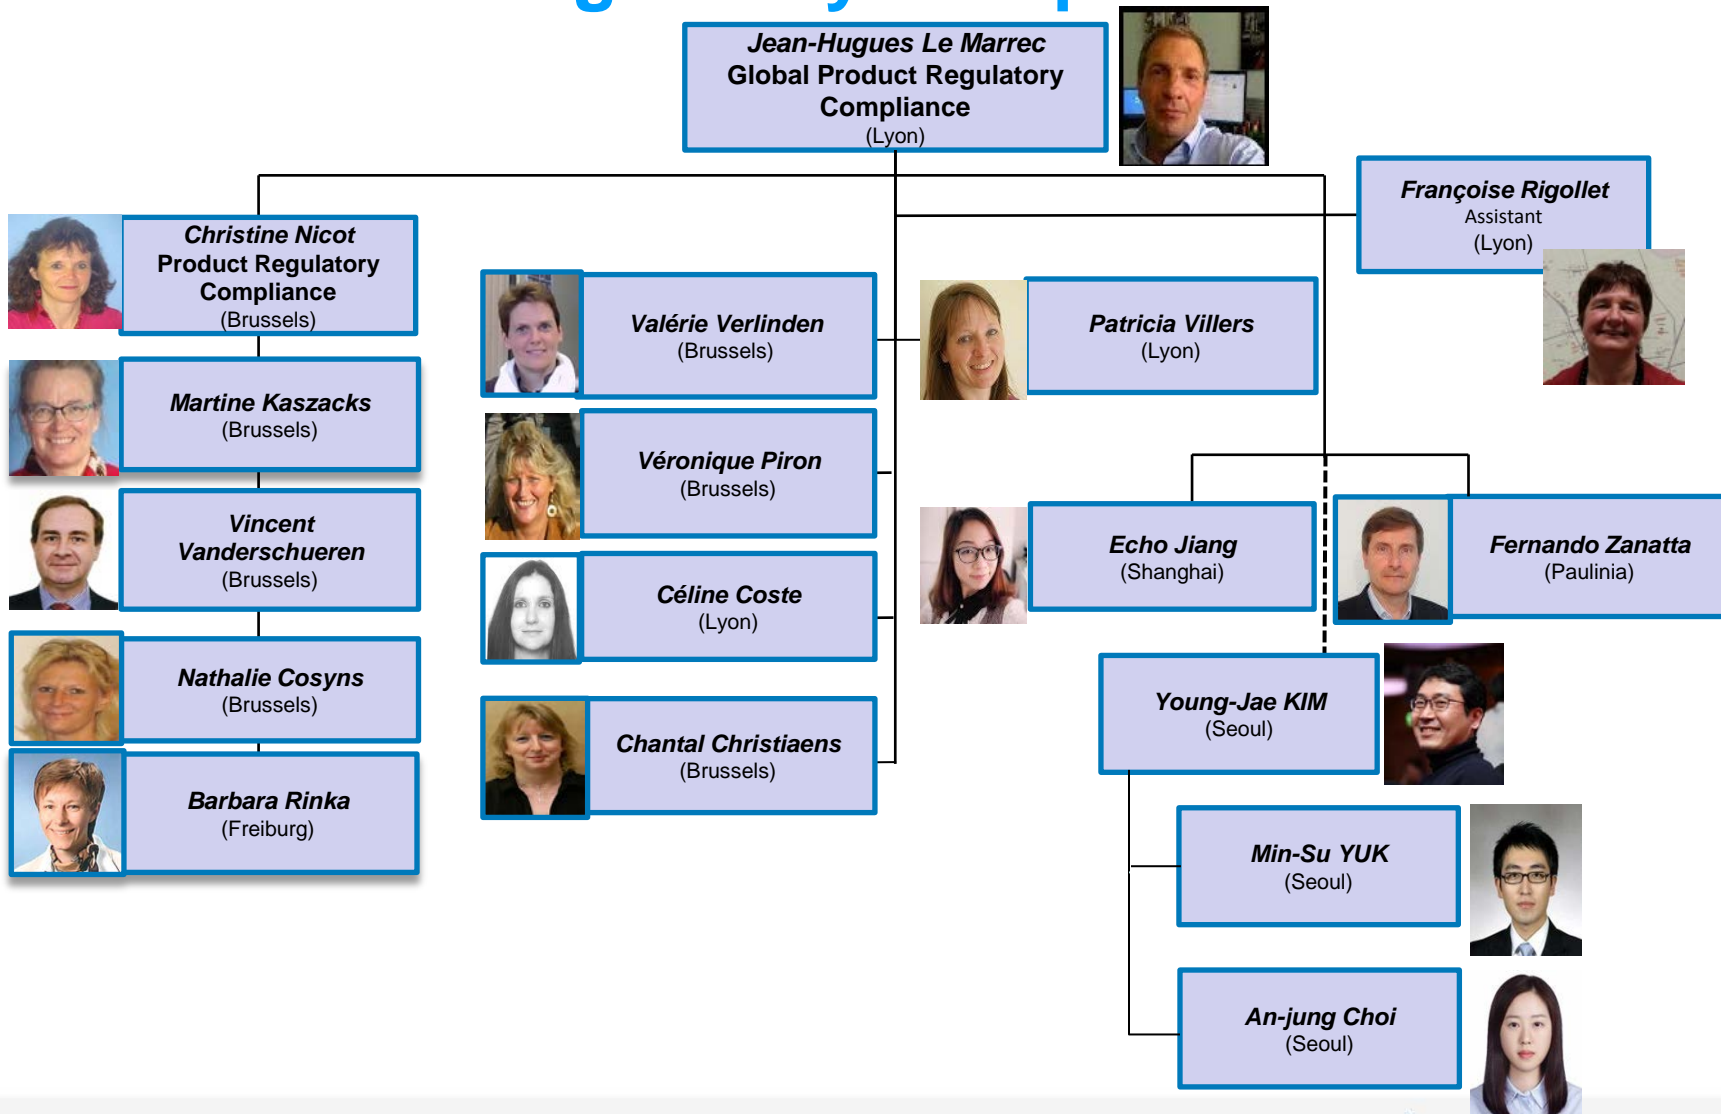 Jean-Hugues Le Marrec
Global Product Regulatory
Compliance
(Lyon)
Françoise Rigollet
Assistant
(Lyon)
Christine Nicot
Product Regulatory
Compliance
(Brussels)
Valérie Verlinden
(Brussels)
Patricia Villers
(Lyon)
Martine Kaszacks
(Brussels)
Véronique Piron
(Brussels)
Vincent
Vanderschueren
(Brussels)
Echo Jiang
(Shanghai)
Fernando Zanatta
(Paulinia)
Céline Coste
(Lyon)
Nathalie Cosyns
(Brussels)
Young-Jae KIM
(Seoul)
Chantal Christiaens
(Brussels)
Barbara Rinka
(Freiburg)
Min-Su YUK
(Seoul)
An-jung Choi
(Seoul)